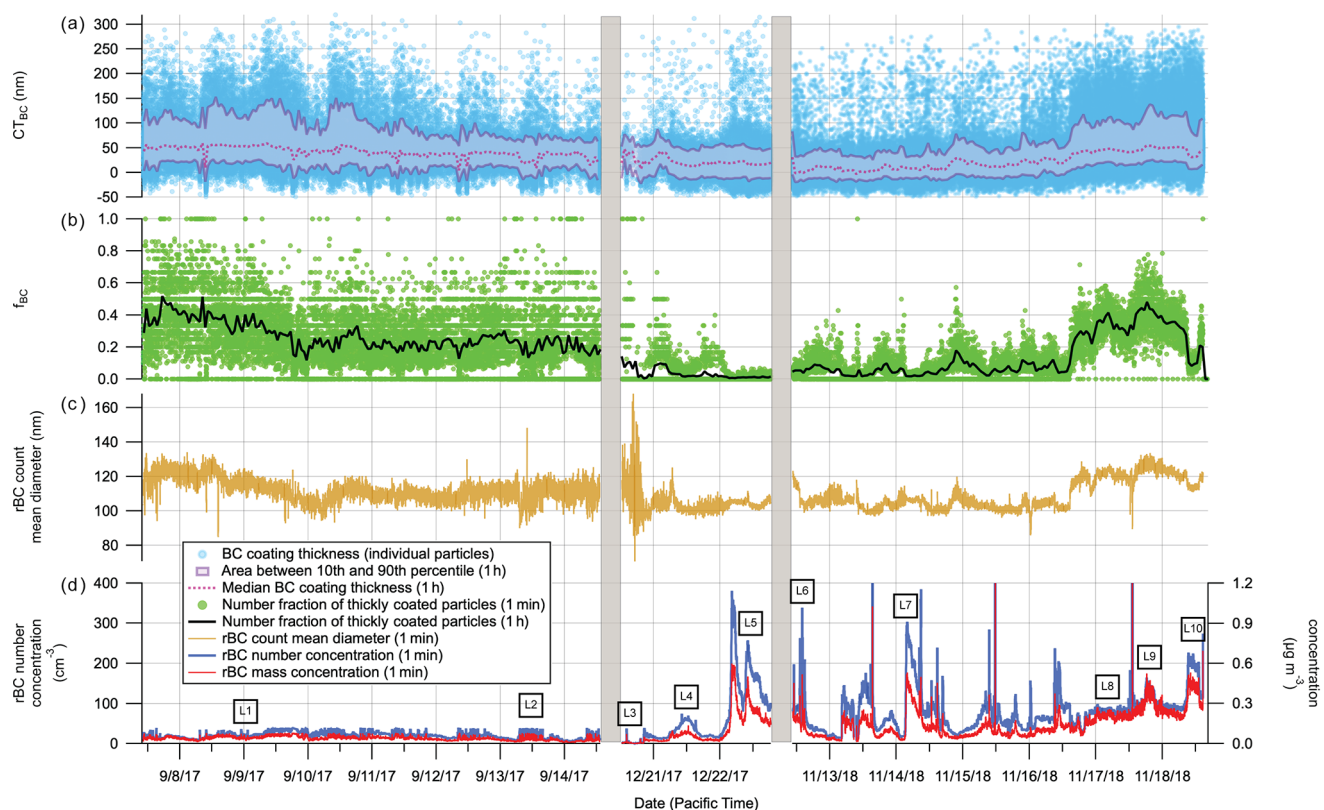 (a)
300
250
200
150
100
50
0
-50
CT_BC (nm)
(b)
1.0
0.8
0.6
0.4
0.2
0.0
f_BC
(c)
160
140
120
100
80
rBC count
mean diameter (nm)
BC coating thickness (individual particles)
Area between 10th and 90th percentile (1 h)
Median BC coating thickness (1 h)
Number fraction of thickly coated particles (1 min)
Number fraction of thickly coated particles (1 h)
rBC count mean diameter (1 min)
rBC number concentration (1 min)
rBC mass concentration (1 min)
(d)
400
300
200
100
0
rBC number
concentration
(cm⁻³)
L1
L2
L3
L4
L5
L6
L7
L8
L9
L10
1.2
0.9
0.6
0.3
0.0
concentration
(µg m⁻³)
9/8/17 9/9/17 9/10/17 9/11/17 9/12/17 9/13/17 9/14/17 12/21/17 12/22/17 11/13/18 11/14/18 11/15/18 11/16/18 11/17/18 11/18/18
Date (Pacific Time)